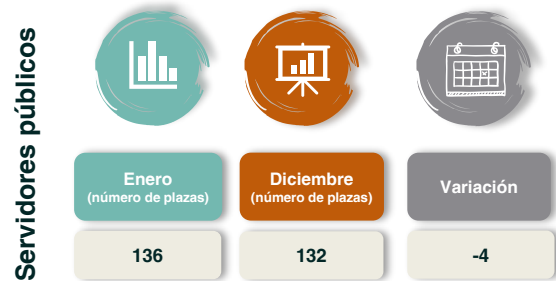 Servidores públicos
Enero
(número de plazas)
Diciembre
(número de plazas)
Variación
136
132
-4